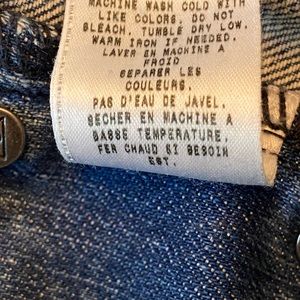 MACHINE WASH COLD WITH
LIKE COLORS. DO NOT
BLEACH. TUMBLE DRY LOW.
WARM IRON IF NEEDED.
LAVER EN MACHINE A
FROID
SEPARER LES
COULEURS.
PAS D'EAU DE JAVEL.
SECHER EN MACHINE A
BASSE TEMPERATURE.
FER CHAUD SI BESOIN
EST.